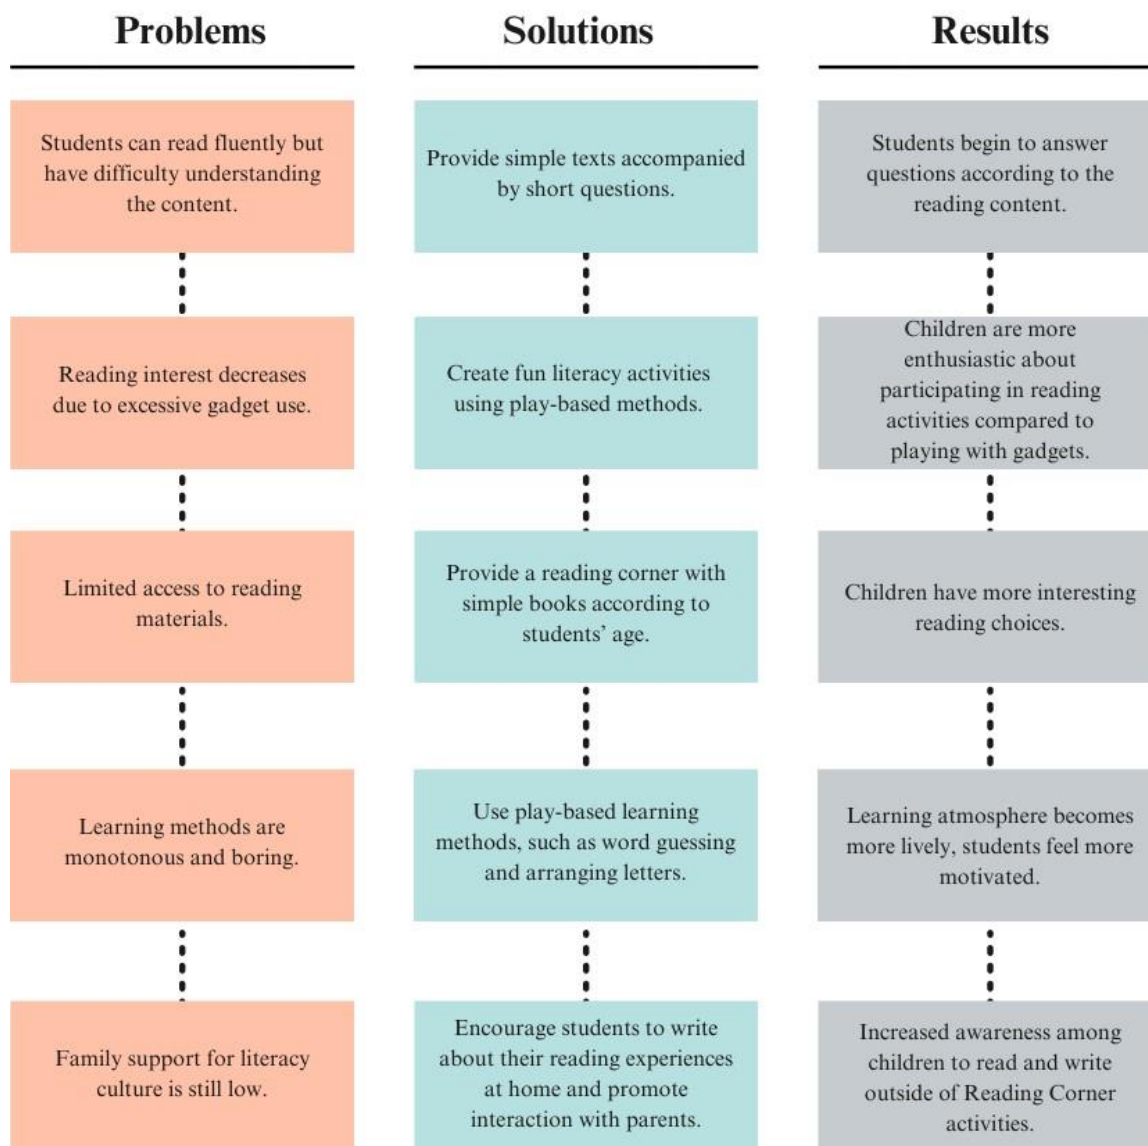 Problems
Solutions
Results
Students can read fluently but
have difficulty understanding
the content.
Provide simple texts accompanied
by short questions.
Students begin to answer
questions according to the
reading content.
Reading interest decreases
due to excessive gadget use.
Create fun literacy activities
using play-based methods.
Children are more
enthusiastic about
participating in reading
activities compared to
playing with gadgets.
Limited access to reading
materials.
Provide a reading corner with
simple books according to
students’ age.
Children have more interesting
reading choices.
Learning methods are
monotonous and boring.
Use play-based learning
methods, such as word guessing
and arranging letters.
Learning atmosphere becomes
more lively, students feel more
motivated.
Family support for literacy
culture is still low.
Encourage students to write
about their reading experiences
at home and promote
interaction with parents.
Increased awareness among
children to read and write
outside of Reading Corner
activities.